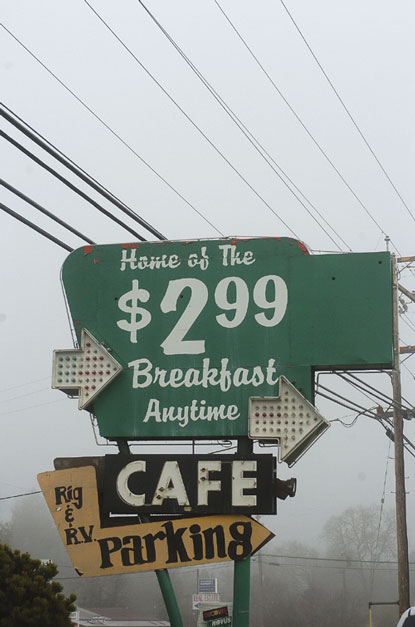 Home of The
$2.99
Breakfast
Anytime
CAFE
Rig
&
R.V.
Parking